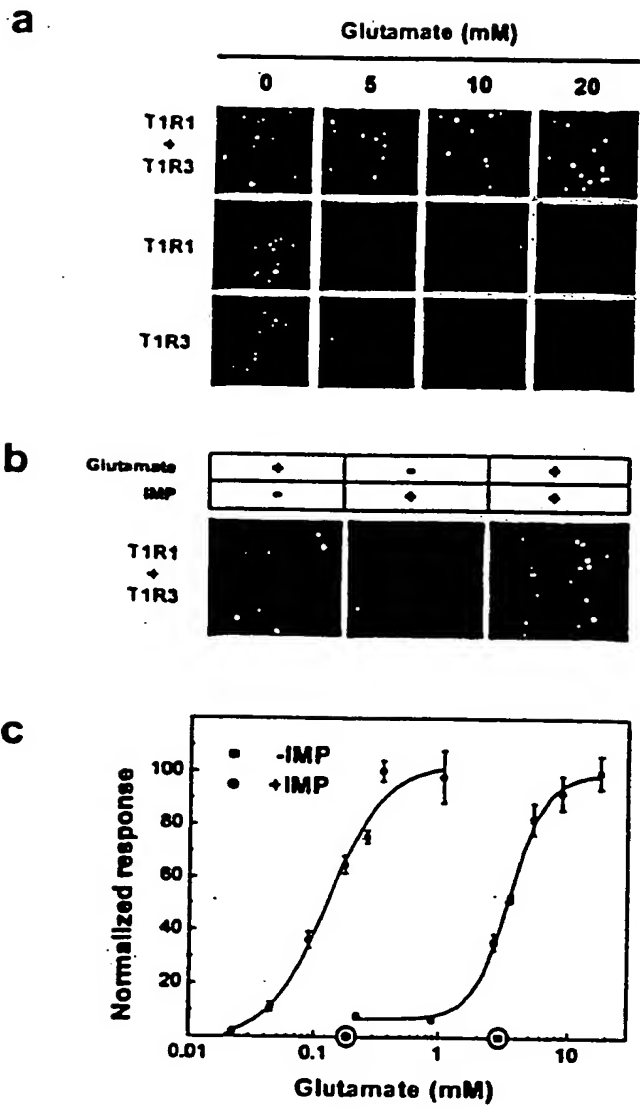 a
Glutamate (mM)
0 5 10 20
T1R1
+
T1R3
T1R1
T1R3
b
Glutamate + - +
IMP - + +
T1R1
+
T1R3
c
-IMP
+IMP
Normalized response
100
80
60
40
20
0.01 0.1 1 10
Glutamate (mM)